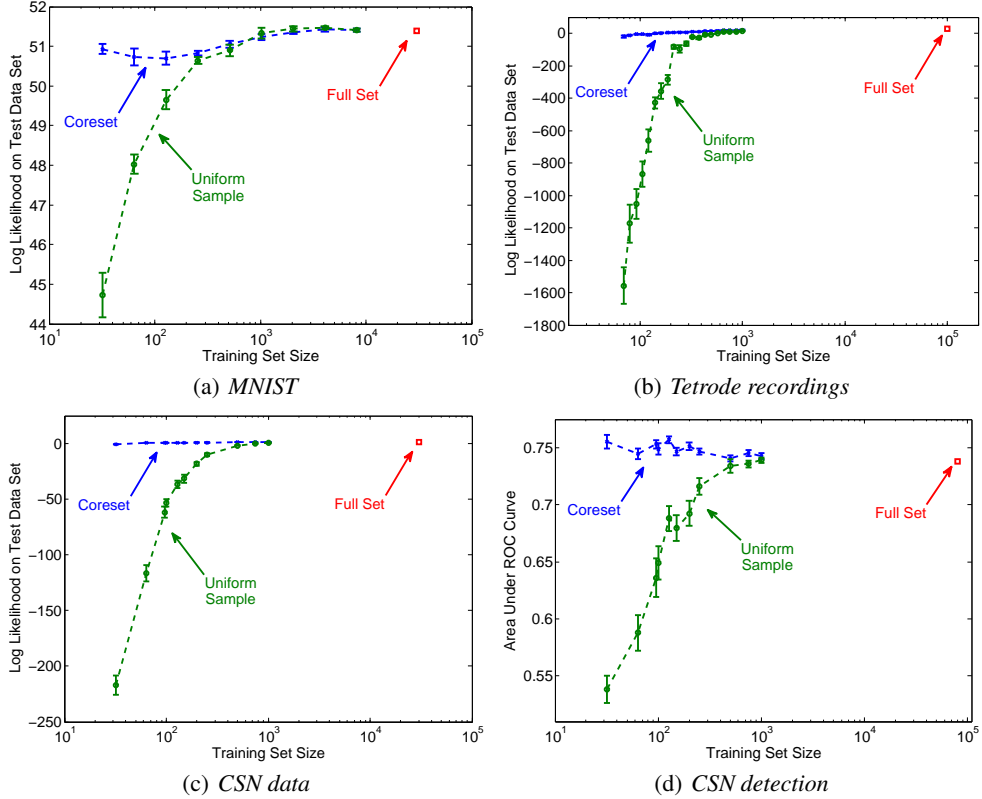 52
51
50
49
48
47
46
45
44
Log Likelihood on Test Data Set
Coreset
Full Set
Uniform
Sample
10^1 10^2 10^3 10^4 10^5
Training Set Size
(a) MNIST
0
−200
−400
−600
−800
−1000
−1200
−1400
−1600
−1800
Log Likelihood on Test Data Set
Coreset
Full Set
Uniform
Sample
10^2 10^3 10^4 10^5
Training Set Size
(b) Tetrode recordings
0
−50
−100
−150
−200
−250
Log Likelihood on Test Data Set
Coreset
Full Set
Uniform
Sample
10^1 10^2 10^3 10^4 10^5
Training Set Size
(c) CSN data
0.75
0.7
0.65
0.6
0.55
Area Under ROC Curve
Coreset
Full Set
Uniform
Sample
10^1 10^2 10^3 10^4 10^5
Training Set Size
(d) CSN detection